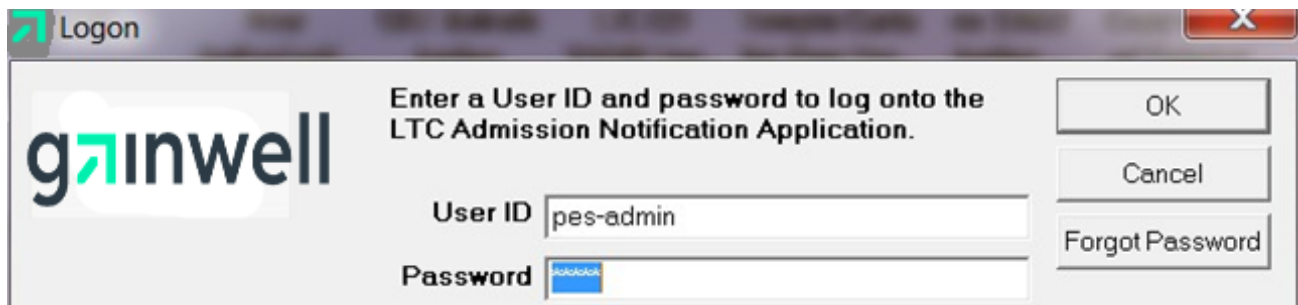 Logon
X
Enter a User ID and password to log onto the
LTC Admission Notification Application.
OK
gainwell
Cancel
User ID pes-admin
Forgot Password
Password ******